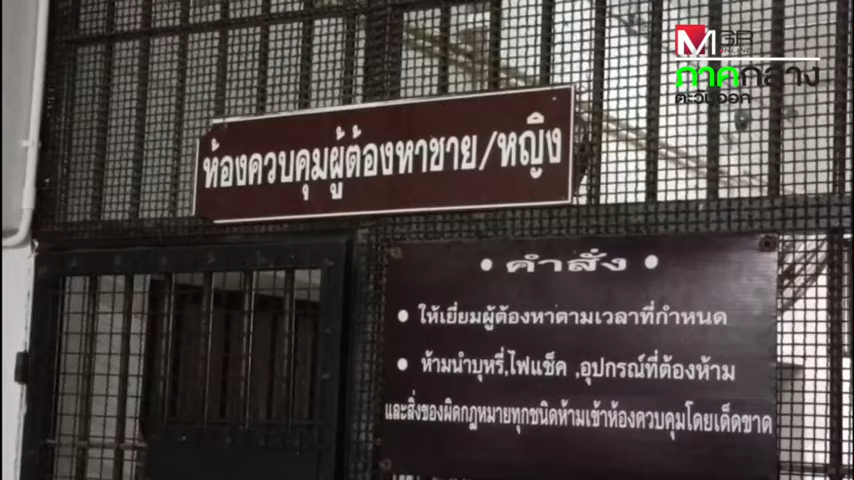 MGR
ONLINE
ภาคกลาง
ตะวันออก
ห้องควบคุมผู้ต้องหาชาย/หญิง
• คำสั่ง •
• ให้เยี่ยมผู้ต้องหาตามเวลาที่กำหนด
• ห้ามนำบุหรี่,ไฟแช็ค ,อุปกรณ์ที่ต้องห้าม
และสิ่งของผิดกฎหมายทุกชนิดห้ามเข้าห้องควบคุมโดยเด็ดขาด